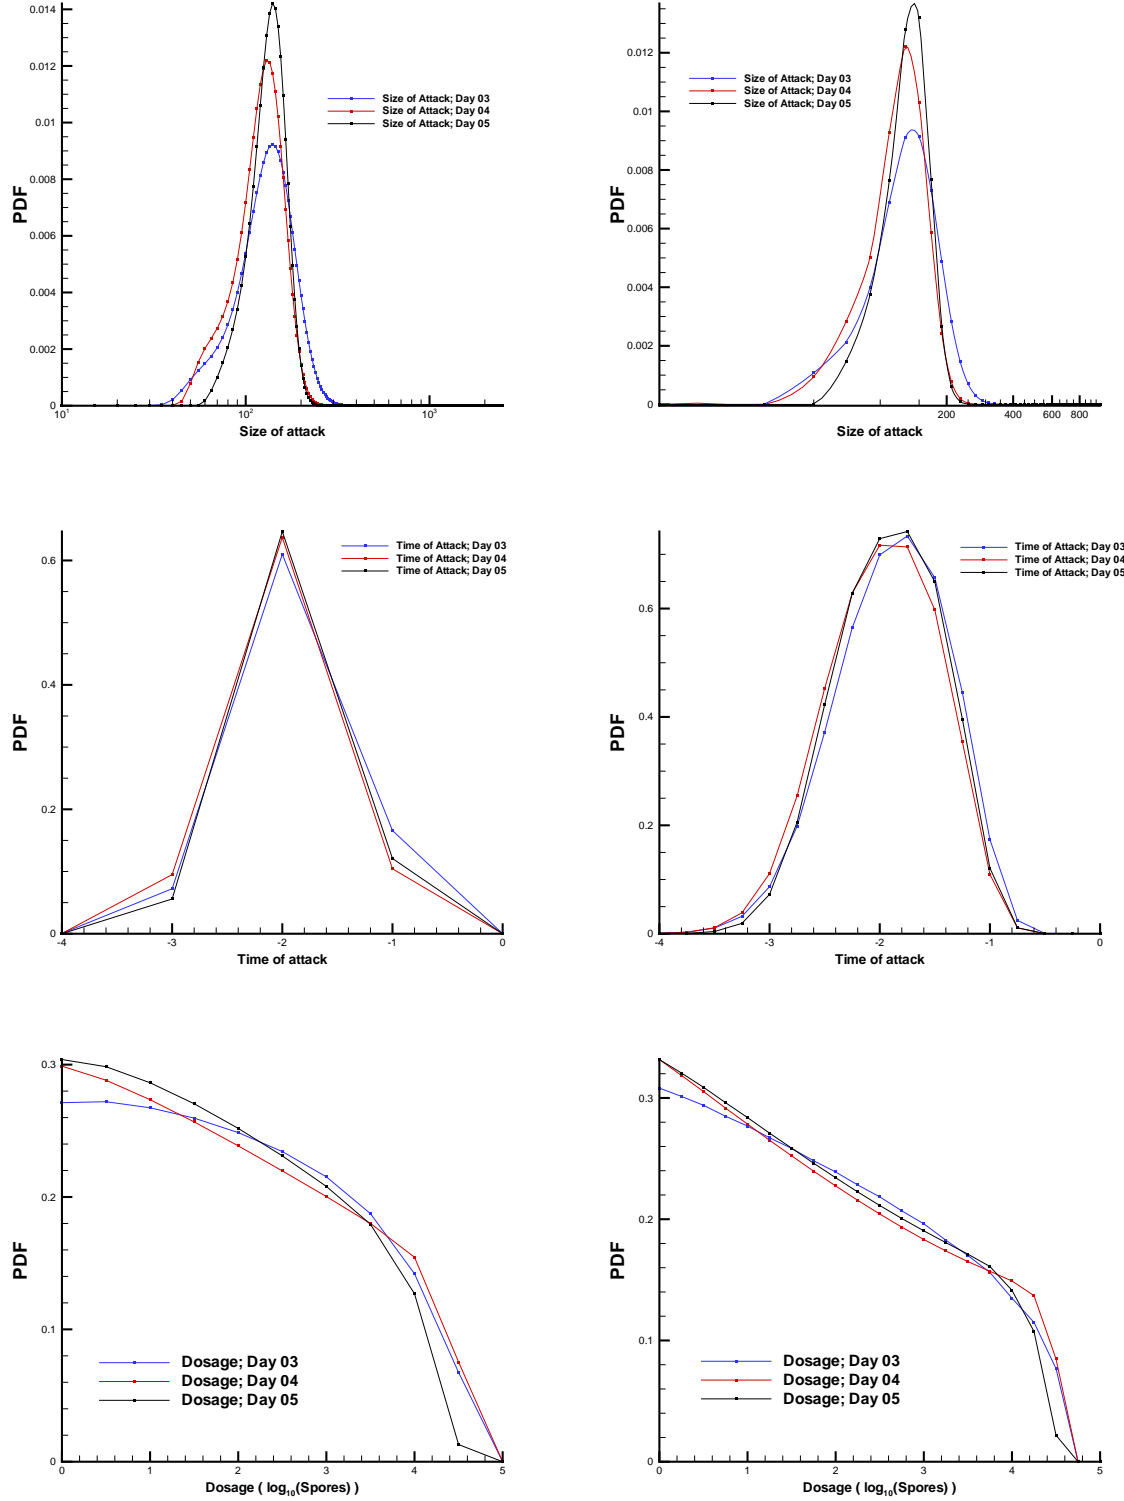 0.014
0.012
0.01
0.008
0.006
0.004
0.002
0
PDF
Size of Attack; Day 03
Size of Attack; Day 04
Size of Attack; Day 05
10¹
10²
10³
Size of attack
0.012
0.01
0.008
0.006
0.004
0.002
0
PDF
Size of Attack; Day 03
Size of Attack; Day 04
Size of Attack; Day 05
200
400
600
800
Size of attack
0.6
0.4
0.2
0
PDF
Time of Attack; Day 03
Time of Attack; Day 04
Time of Attack; Day 05
-4
-3
-2
-1
0
Time of attack
0.6
0.4
0.2
0
PDF
Time of Attack; Day 03
Time of Attack; Day 04
Time of Attack; Day 05
-4
-3
-2
-1
0
Time of attack
0.3
0.2
0.1
0
PDF
Dosage; Day 03
Dosage; Day 04
Dosage; Day 05
0
1
2
3
4
5
Dosage ( log₁₀(Spores) )
0.3
0.2
0.1
0
PDF
Dosage; Day 03
Dosage; Day 04
Dosage; Day 05
0
1
2
3
4
5
Dosage ( log₁₀(Spores) )